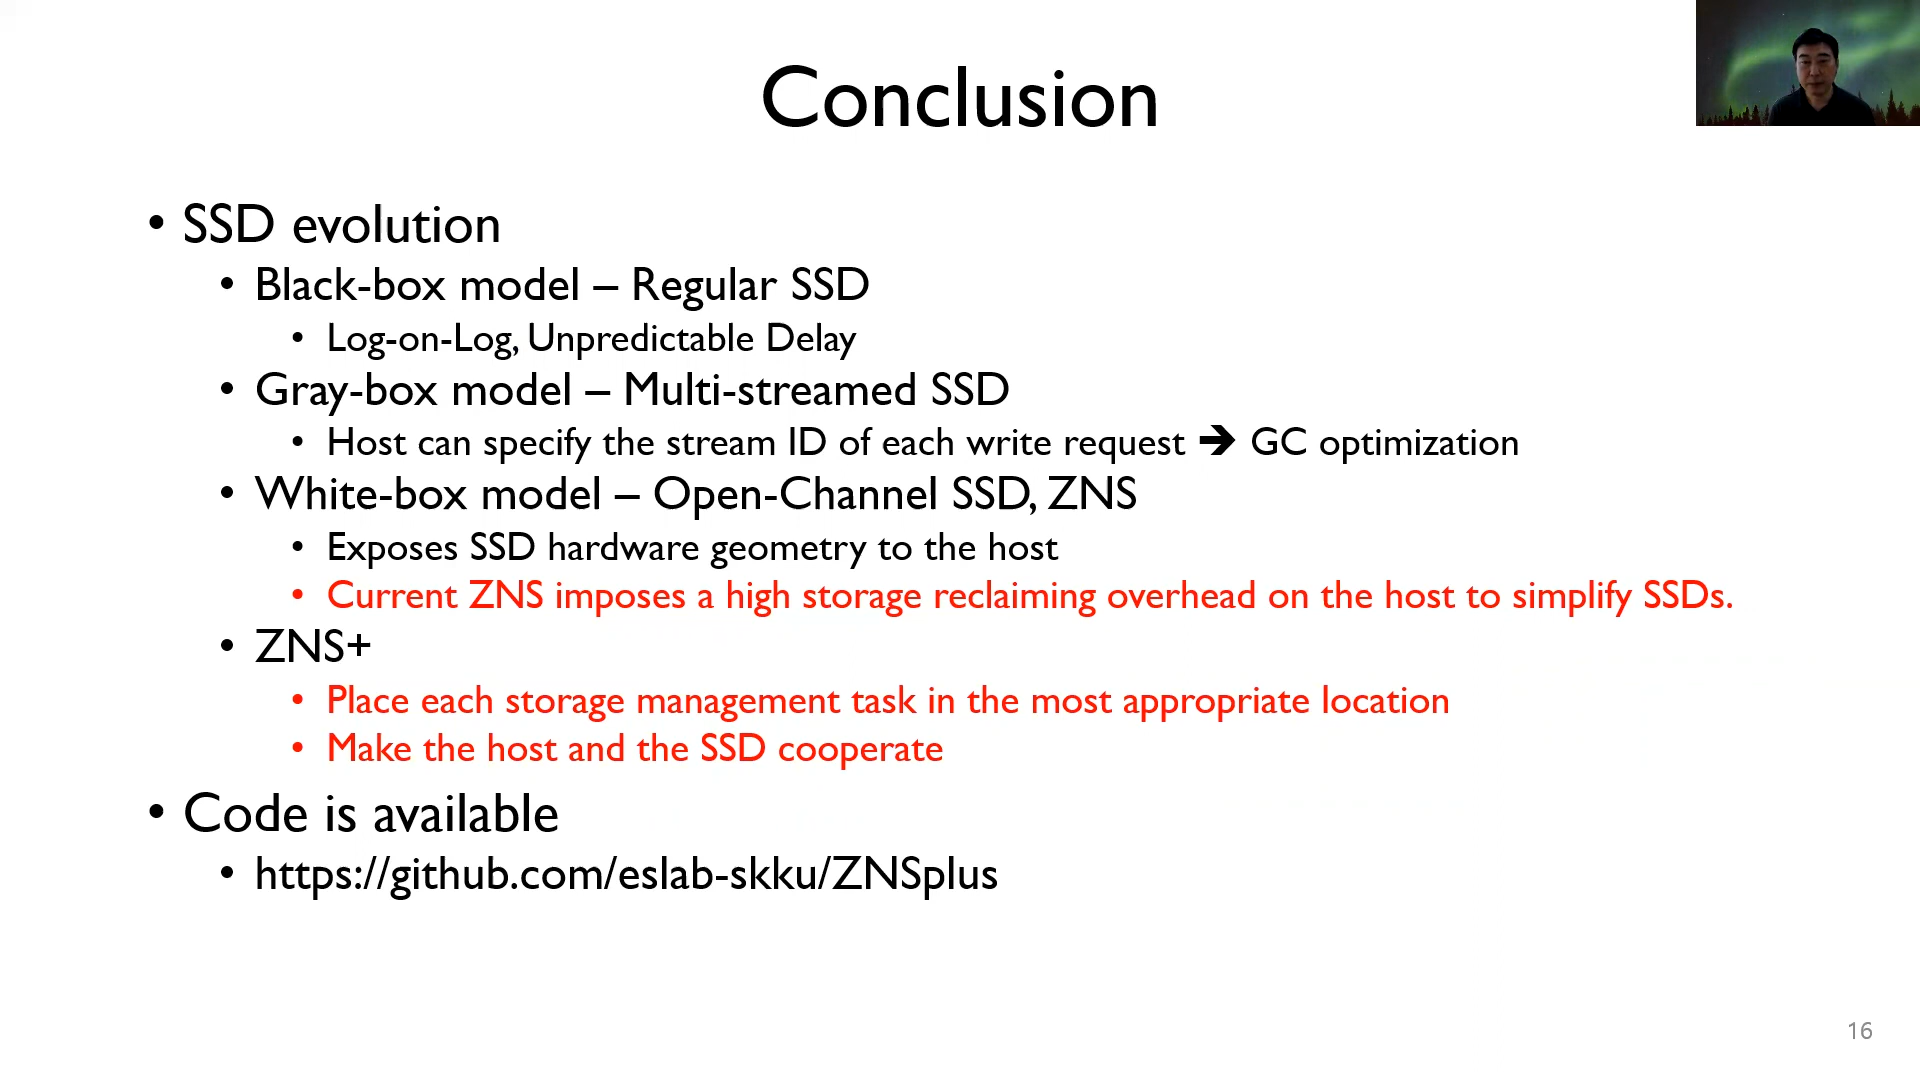 Conclusion
• SSD evolution
• Black-box model – Regular SSD
• Log-on-Log, Unpredictable Delay
• Gray-box model – Multi-streamed SSD
• Host can specify the stream ID of each write request ➔ GC optimization
• White-box model – Open-Channel SSD, ZNS
• Exposes SSD hardware geometry to the host
• Current ZNS imposes a high storage reclaiming overhead on the host to simplify SSDs.
• ZNS+
• Place each storage management task in the most appropriate location
• Make the host and the SSD cooperate
• Code is available
• https://github.com/eslab-skku/ZNSplus
16